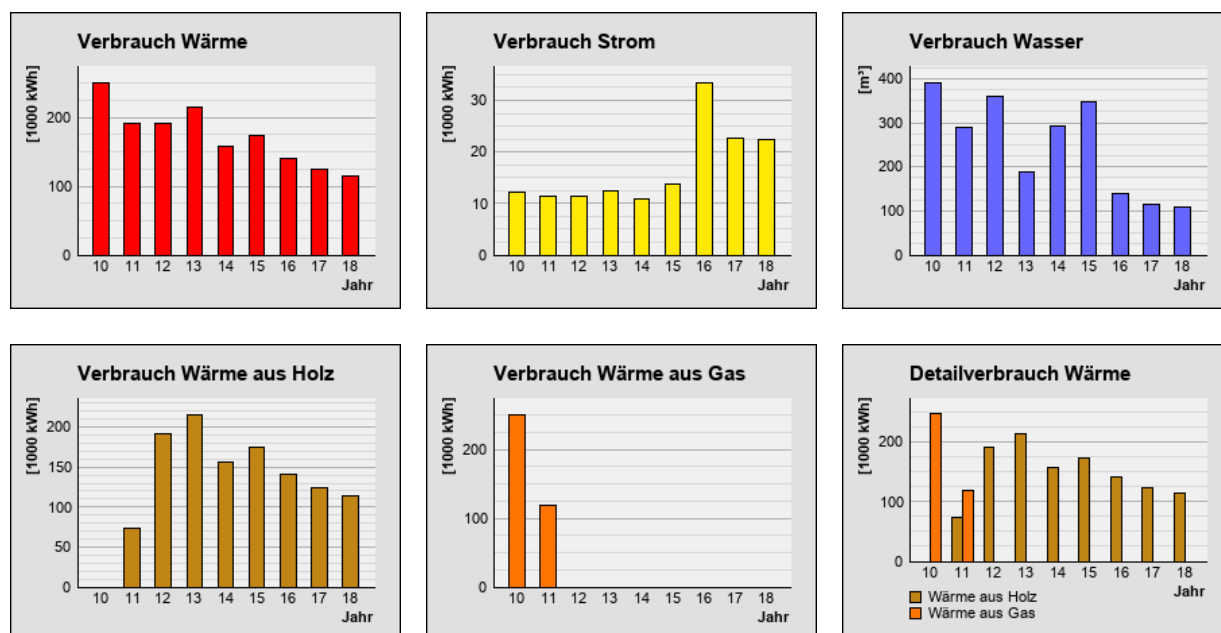 Verbrauch Wärme
[1000 kWh]
200
100
0
10 11 12 13 14 15 16 17 18
Jahr
Verbrauch Strom
[1000 kWh]
30
20
10
0
10 11 12 13 14 15 16 17 18
Jahr
Verbrauch Wasser
[m³]
400
300
200
100
0
10 11 12 13 14 15 16 17 18
Jahr
Verbrauch Wärme aus Holz
[1000 kWh]
200
150
100
50
0
10 11 12 13 14 15 16 17 18
Jahr
Verbrauch Wärme aus Gas
[1000 kWh]
200
100
0
10 11 12 13 14 15 16 17 18
Jahr
Detailverbrauch Wärme
[1000 kWh]
200
100
0
10 11 12 13 14 15 16 17 18
Jahr
Wärme aus Holz
Wärme aus Gas